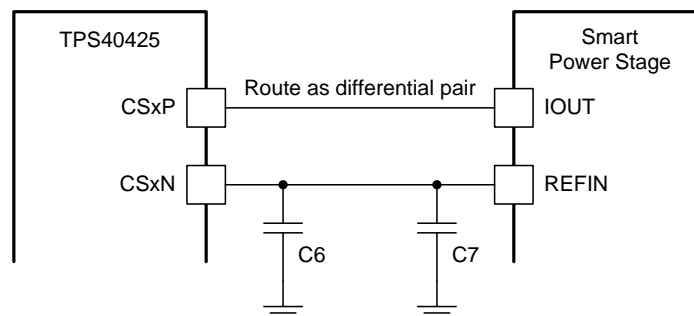 TPS40425
Smart
Power Stage
Route as differential pair
CSxP
IOUT
CSxN
REFIN
C6
C7